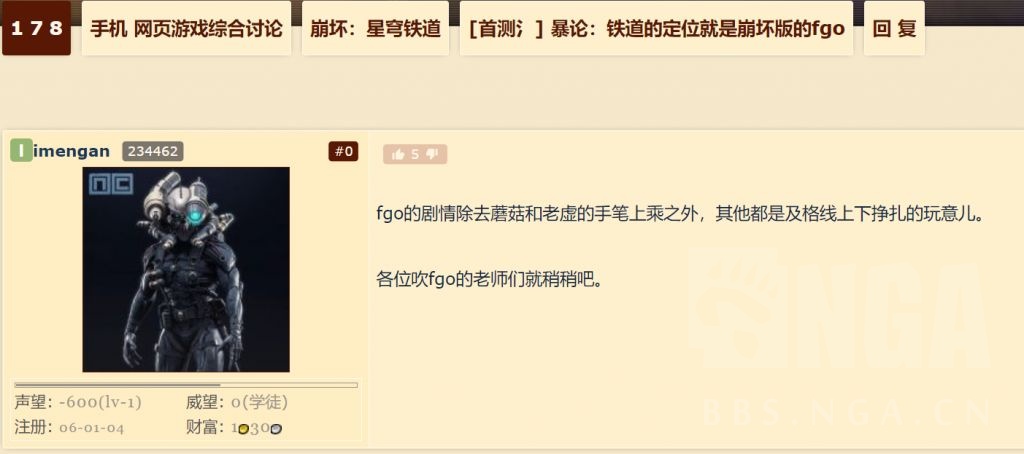 178
手机 网页游戏综合讨论
崩坏：星穹铁道
[首测氵] 暴论：铁道的定位就是崩坏版的fgo
回 复
limengan 234462 #0
5
fgo的剧情除去蘑菇和老虚的手笔上乘之外，其他都是及格线上下挣扎的玩意儿。
各位吹fgo的老师们就稍稍吧。
声望：-600(lv-1) 威望：0(学徒)
注册：06-01-04 财富：1 30
NGA
BBS.NGA.CN